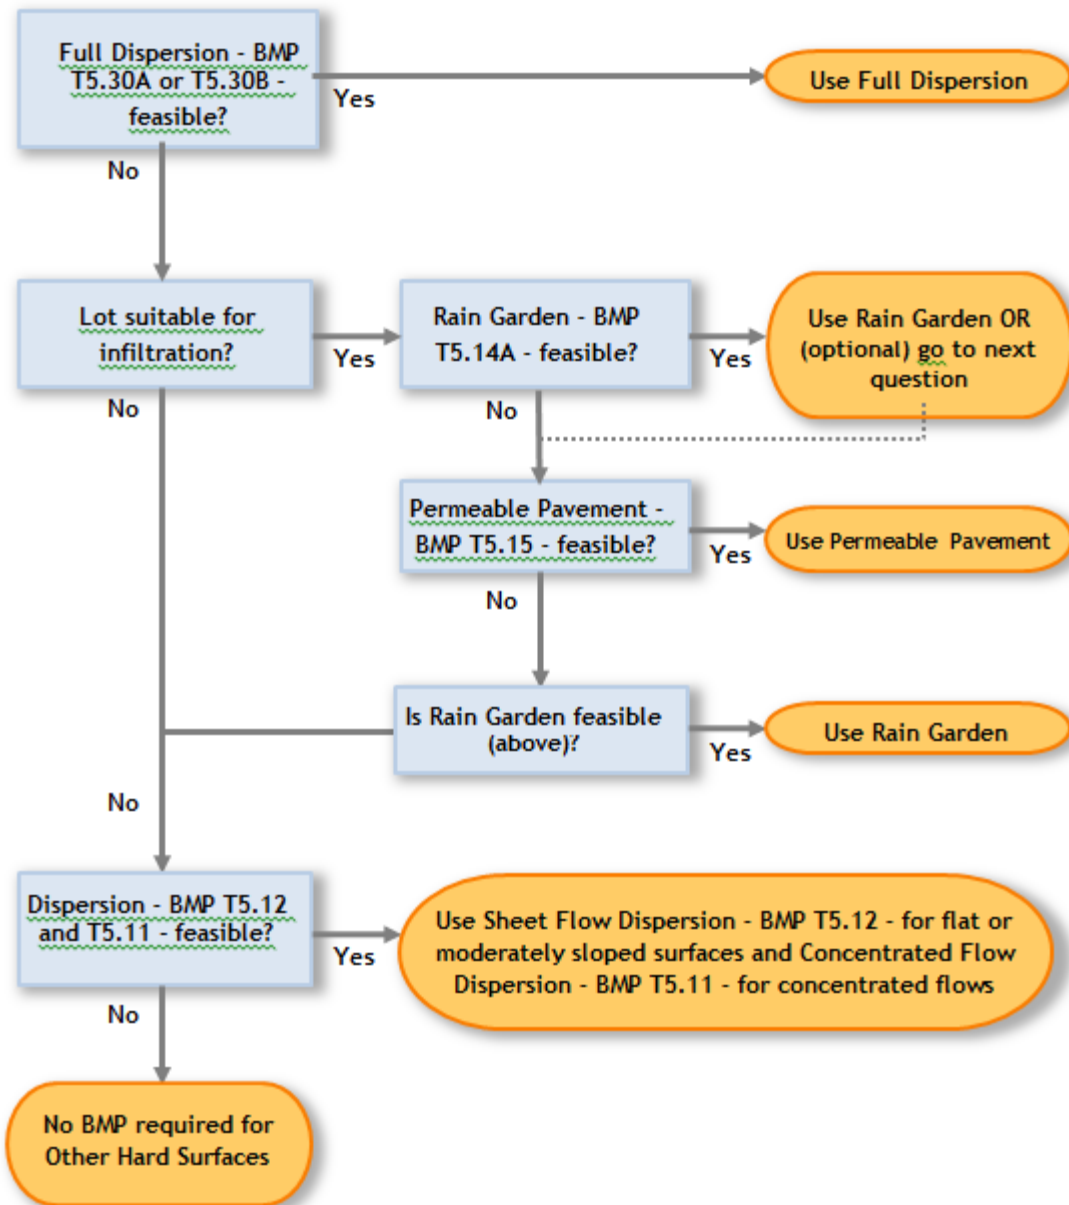 Full Dispersion - BMP
T5.30A or T5.30B -
feasible?
Yes
Use Full Dispersion
No
Lot suitable for
infiltration?
Yes
Rain Garden - BMP
T5.14A - feasible?
Yes
Use Rain Garden OR
(optional) go to next
question
No
No
Permeable Pavement -
BMP T5.15 - feasible?
Yes
Use Permeable Pavement
No
Is Rain Garden feasible
(above)?
Yes
Use Rain Garden
No
Dispersion - BMP T5.12
and T5.11 - feasible?
Yes
Use Sheet Flow Dispersion - BMP T5.12 - for flat or
moderately sloped surfaces and Concentrated Flow
Dispersion - BMP T5.11 - for concentrated flows
No
No BMP required for
Other Hard Surfaces